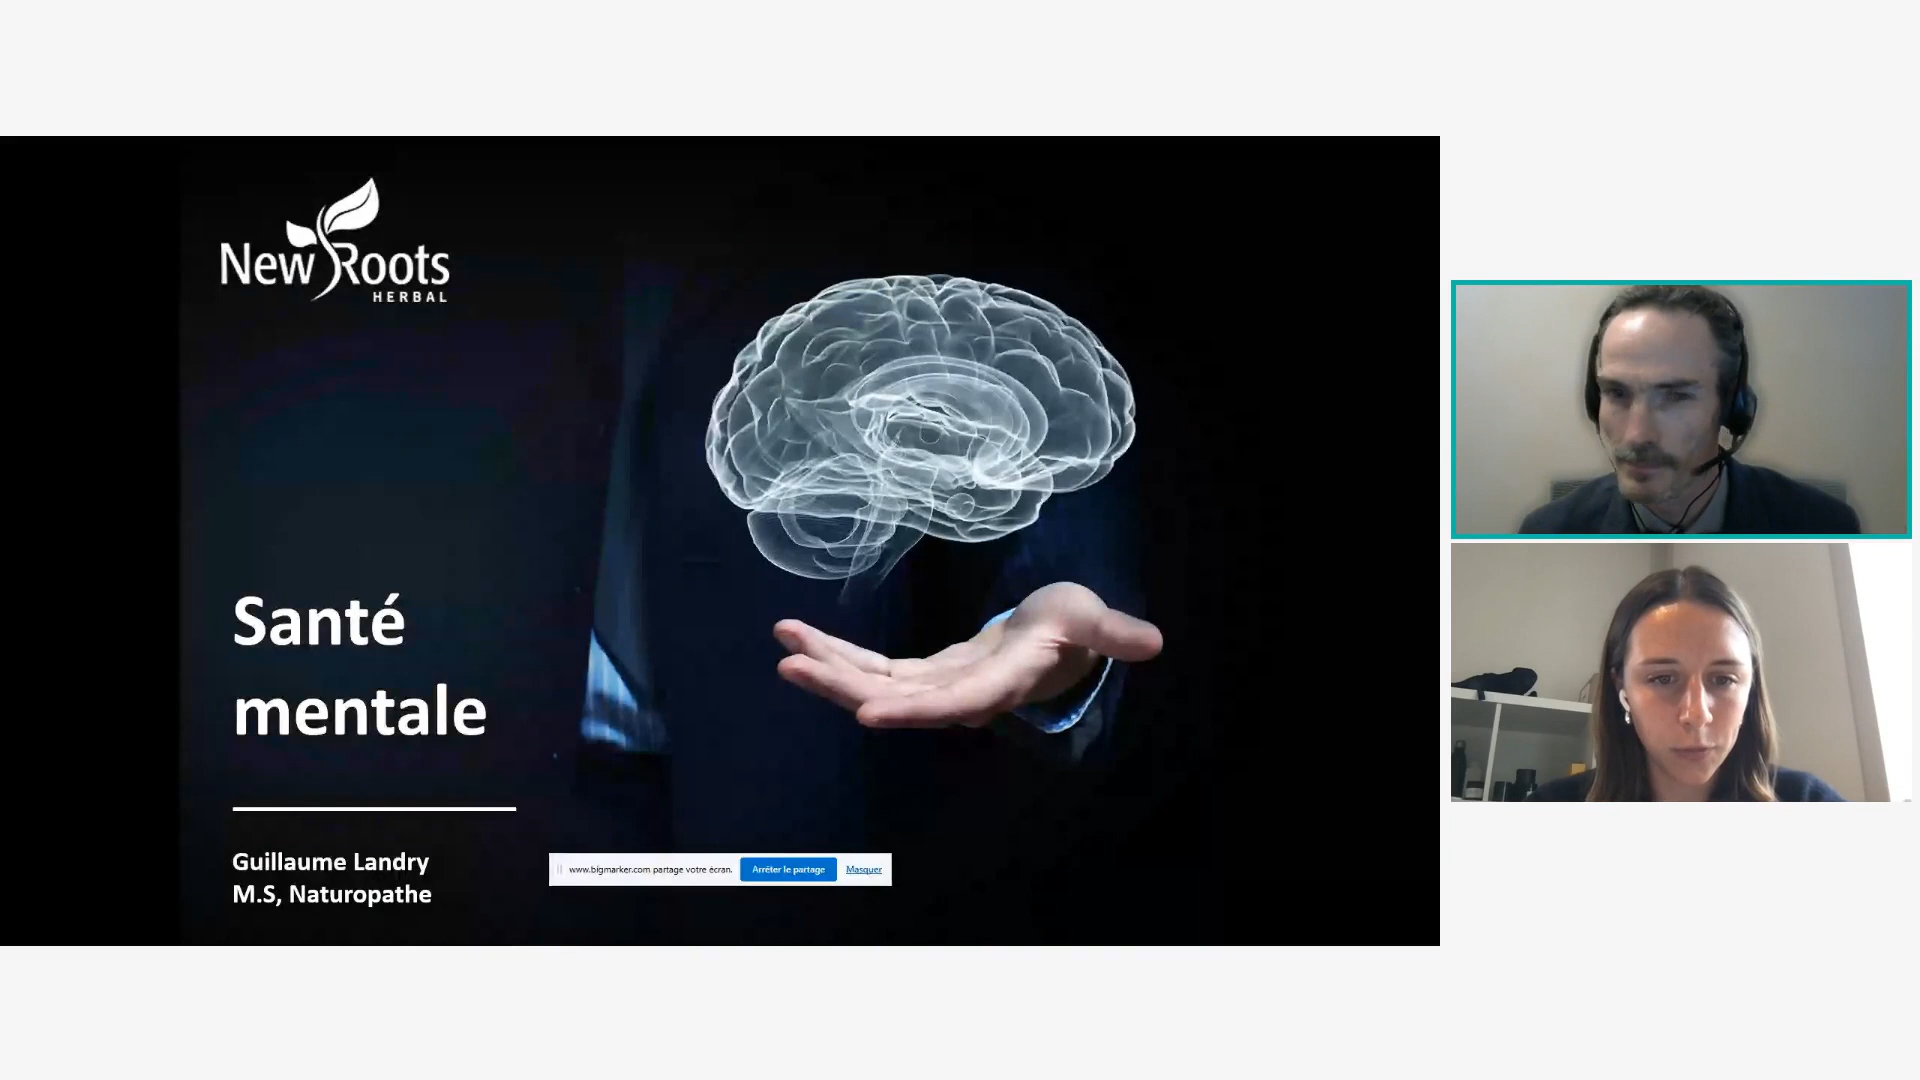 New Roots
HERBAL
Santé
mentale
Guillaume Landry
M.S, Naturopathe
www.bigmarker.com partage votre écran.
Arrêter le partage
Masquer